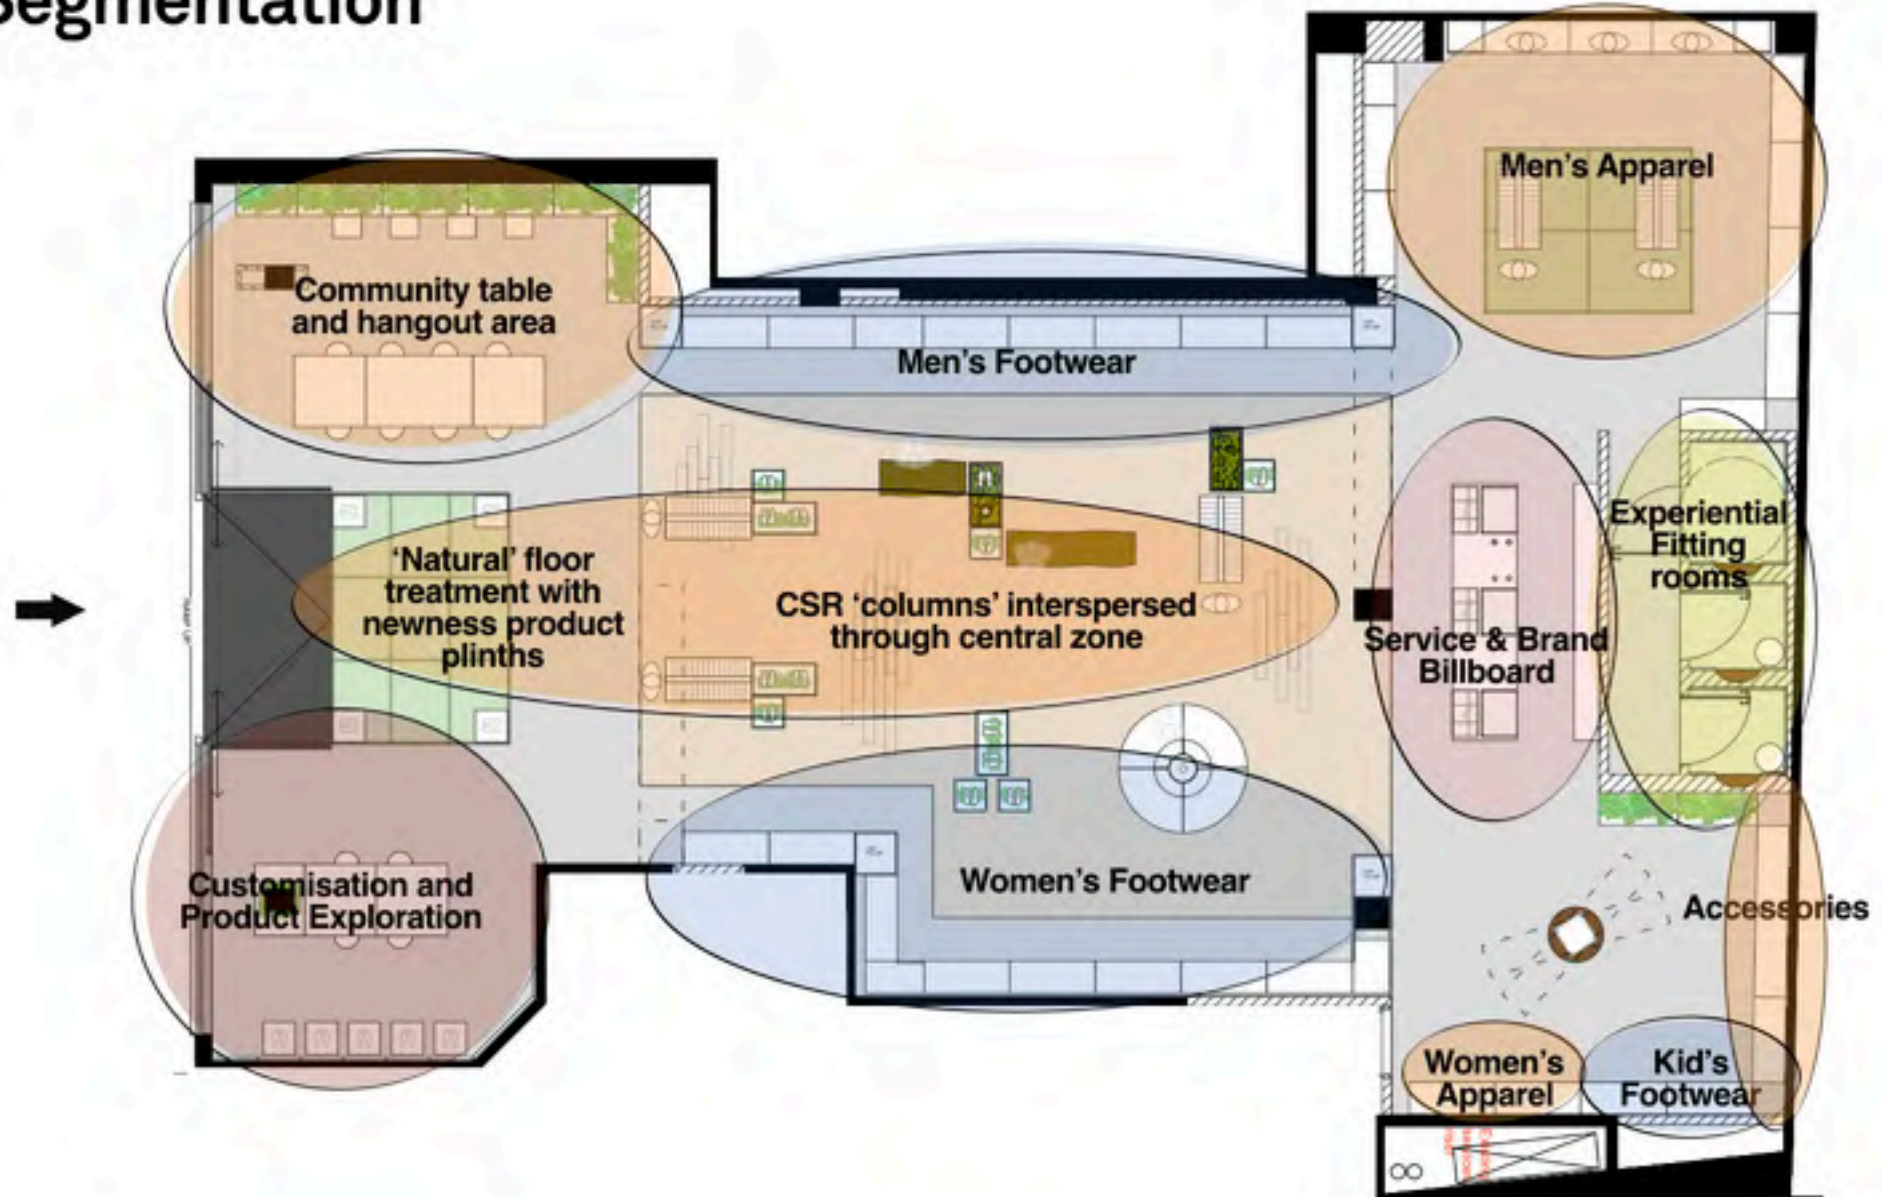 Segmentation
Men's Apparel
Community table
and hangout area
Men's Footwear
Experiential
Fitting
rooms
'Natural' floor
treatment with
newness product
plinths
CSR 'columns' interspersed
through central zone
Service & Brand
Billboard
Customisation and
Product Exploration
Women's Footwear
Accessories
Women's
Apparel
Kid's
Footwear